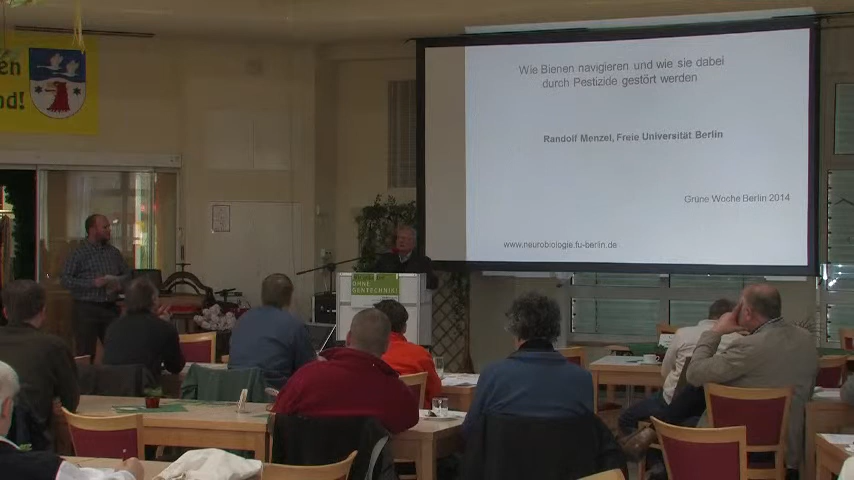 en
od!
Wie Bienen navigieren und wie sie dabei
durch Pestizide gestört werden
Randolf Menzel, Freie Universität Berlin
Grüne Woche Berlin 2014
www.neurobiologie.fu-berlin.de
OHNE
GENTECHNIK!